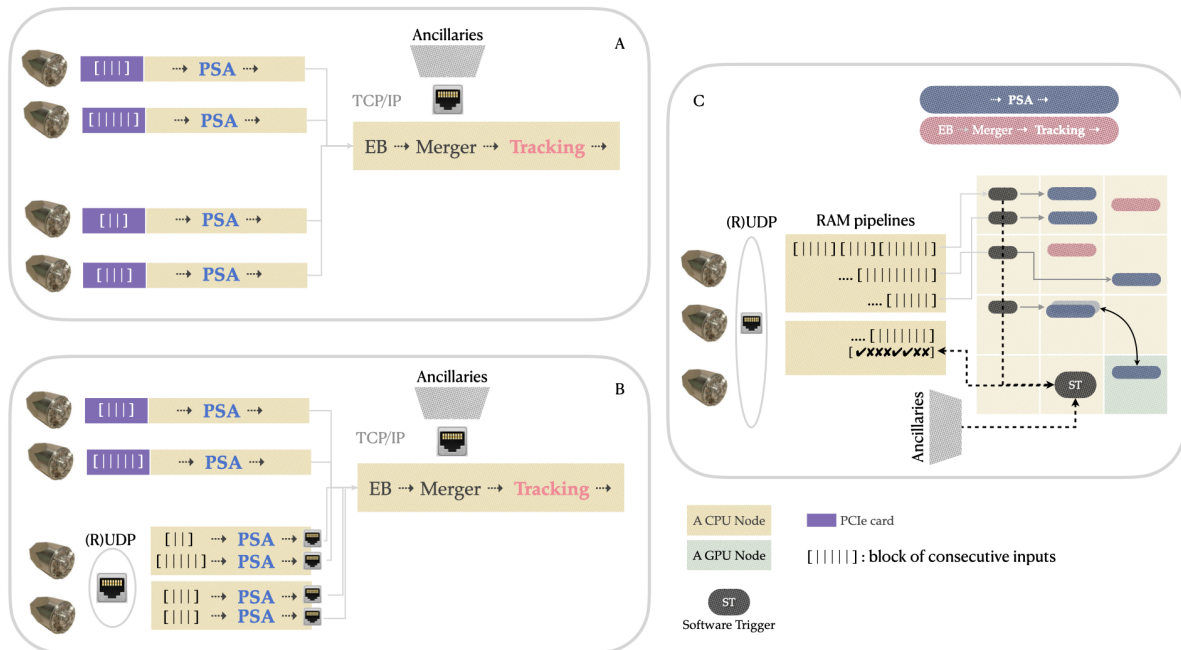 A
Ancillaries
[|||] ⇢ PSA ⇢
TCP/IP
[|||||] ⇢ PSA ⇢
EB ⇢ Merger ⇢ Tracking ⇢
[||] ⇢ PSA ⇢
[|||] ⇢ PSA ⇢
B
Ancillaries
[|||] ⇢ PSA ⇢
TCP/IP
[|||||] ⇢ PSA ⇢
EB ⇢ Merger ⇢ Tracking ⇢
(R)UDP
[||] ⇢ PSA ⇢
[|||||] ⇢ PSA ⇢
[|||] ⇢ PSA ⇢
[|||] ⇢ PSA ⇢
C
→ PSA →
EB → Merger → Tracking →
(R)UDP
RAM pipelines
[||||][|||][||||||]
....[|||||||||]
....[|||||]
....[|||||||]
[✔✘✘✘✔✔✘✘]
ST
Ancillaries
A CPU Node
PCIe card
A GPU Node
[|||||] : block of consecutive inputs
ST
Software Trigger